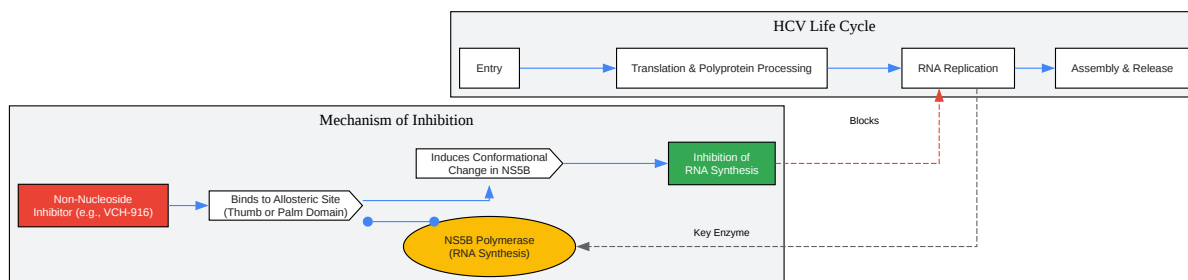 HCV Life Cycle
Entry
Translation & Polyprotein Processing
RNA Replication
Assembly & Release
Mechanism of Inhibition
Blocks
Induces Conformational
Change in NS5B
Inhibition of
RNA Synthesis
Non-Nucleoside
Inhibitor (e.g., VCH-916)
Binds to Allosteric Site
(Thumb or Palm Domain)
NS5B Polymerase
(RNA Synthesis)
Key Enzyme